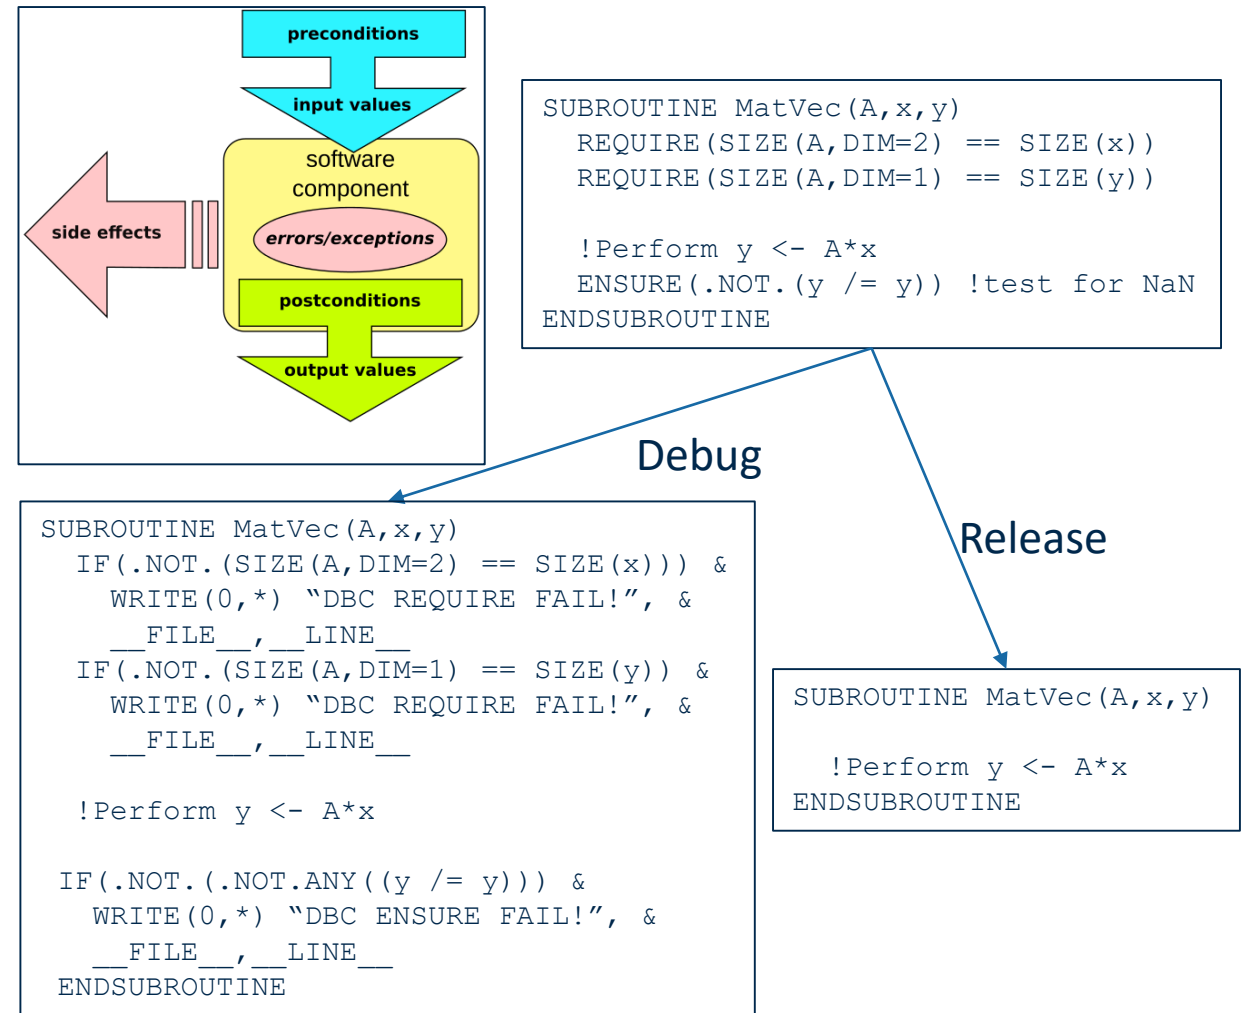 preconditions
input values
software
component
errors/exceptions
side effects
postconditions
output values
SUBROUTINE MatVec(A,x,y)
  REQUIRE(SIZE(A,DIM=2) == SIZE(x))
  REQUIRE(SIZE(A,DIM=1) == SIZE(y))
  !Perform y <- A*x
  ENSURE(.NOT.(y /= y)) !test for NaN
ENDSUBROUTINE
Debug
Release
SUBROUTINE MatVec(A,x,y)
  IF(.NOT.(SIZE(A,DIM=2) == SIZE(x))) &
    WRITE(0,*) “DBC REQUIRE FAIL!”, &
    __FILE__,__LINE__
  IF(.NOT.(SIZE(A,DIM=1) == SIZE(y)) &
    WRITE(0,*) “DBC REQUIRE FAIL!”, &
    __FILE__,__LINE__
  !Perform y <- A*x
 IF(.NOT.(.NOT.ANY((y /= y))) &
   WRITE(0,*) “DBC ENSURE FAIL!”, &
   __FILE__,__LINE__
 ENDSUBROUTINE
SUBROUTINE MatVec(A,x,y)
  !Perform y <- A*x
ENDSUBROUTINE